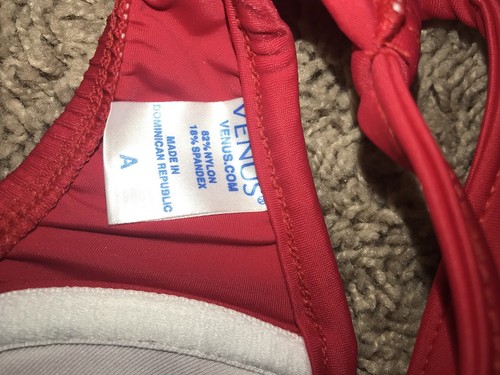 VENUS®
VENUS.COM
82% NYLON
18% SPANDEX
MADE IN
DOMINICAN REPUBLIC
A